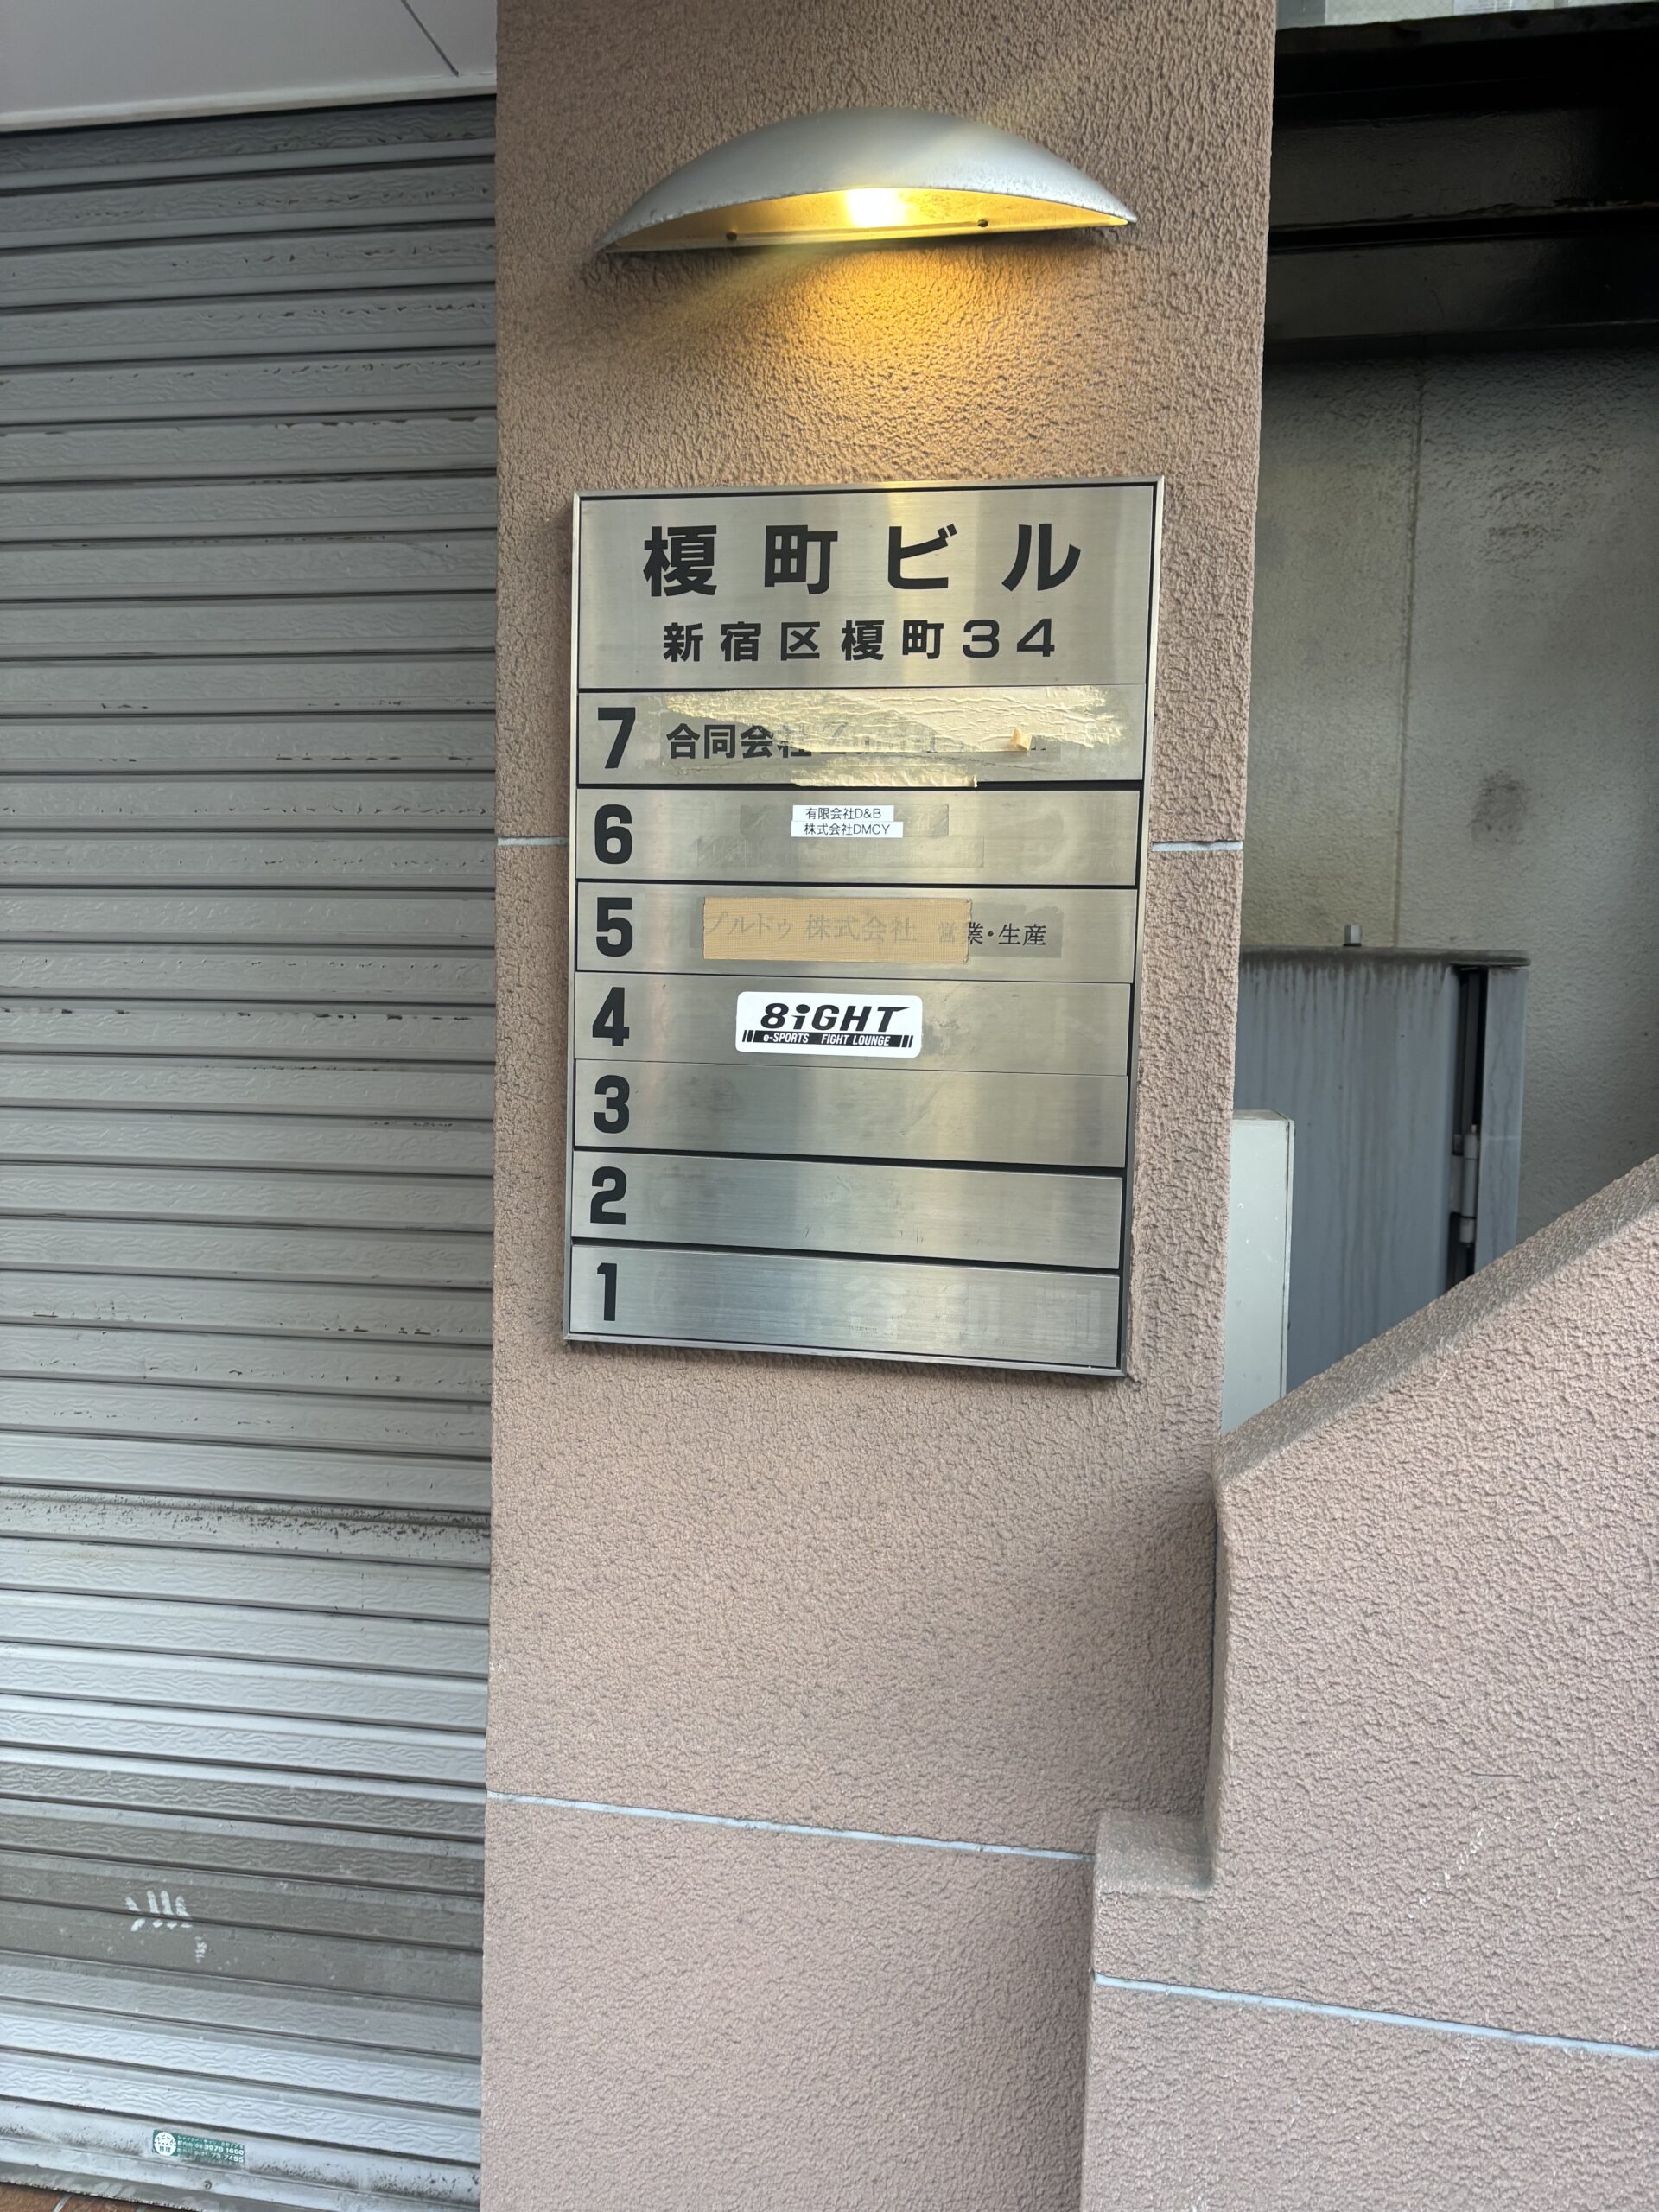 榎町ビル
新宿区榎町34
7 合同会社
6 有限会社D&B
株式会社DMCY
5 プルドゥ 株式会社 営業・生産
4 8iGHT
e-SPORTS FIGHT LOUNGE
3
2
1